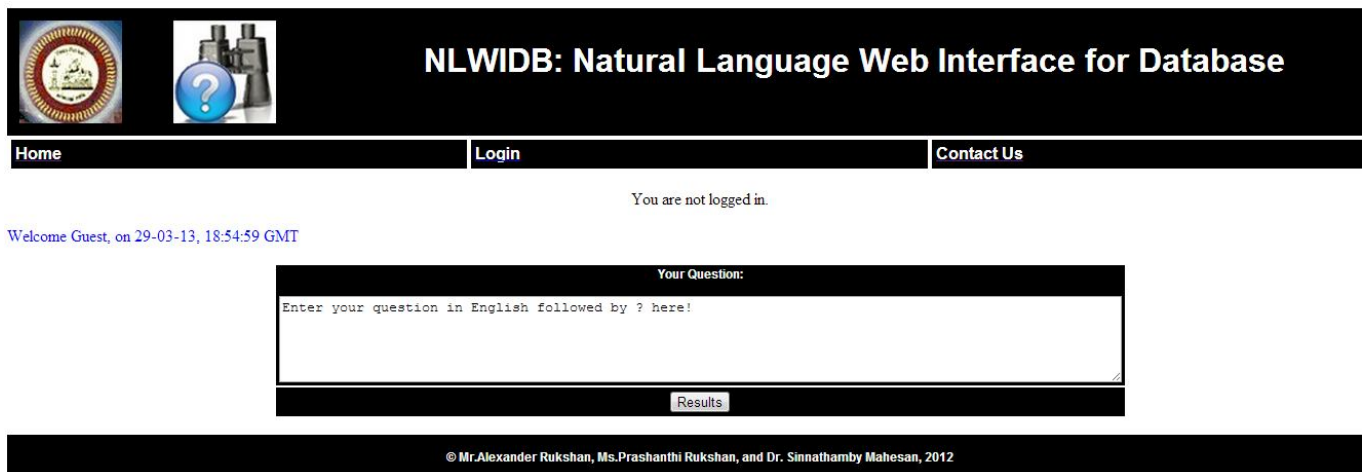 NLWIDB: Natural Language Web Interface for Database
Home Login Contact Us
You are not logged in.
Welcome Guest, on 29-03-13, 18:54:59 GMT
Your Question:
Enter your question in English followed by ? here!
Results
© Mr.Alexander Rukshan, Ms.Prashanthi Rukshan, and Dr. Sinnathamby Mahesan, 2012